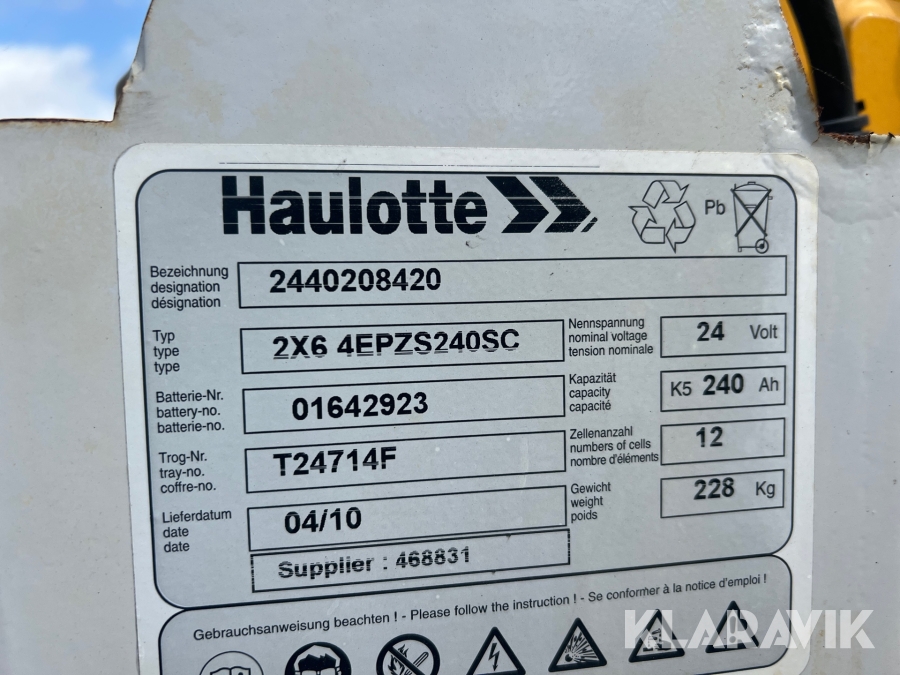 Haulotte
Pb
Bezeichnung
designation
désignation
2440208420
Typ
type
type
2X6 4EPZS240SC
Nennspannung
nominal voltage
tension nominale
24 Volt
Batterie-Nr.
battery-no.
batterie-no.
01642923
Kapazität
capacity
capacité
K5 240 Ah
Trog-Nr.
tray-no.
coffre-no.
T24714F
Zellenanzahl
numbers of cells
nombre d'éléments
12
Lieferdatum
date
date
04/10
Gewicht
weight
poids
228 Kg
Supplier : 468831
Gebrauchsanweisung beachten ! - Please follow the instruction ! - Se conformer à la notice d'emploi !
KLARAVIK